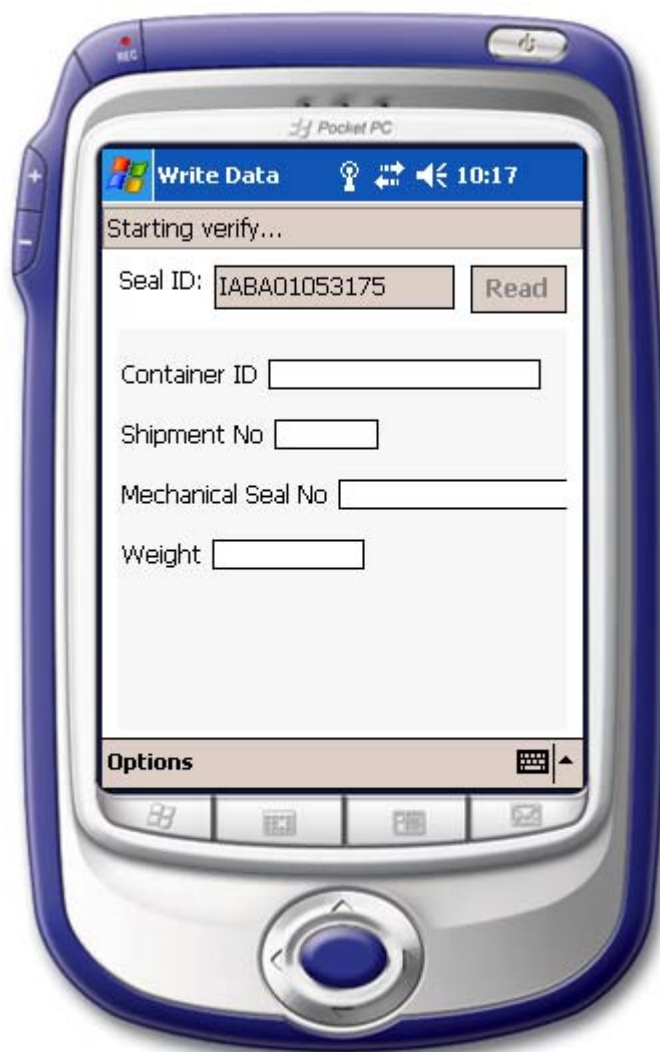 REC
Pocket PC
Write Data 10:17
Starting verify...
Seal ID: IABA01053175 Read
Container ID
Shipment No
Mechanical Seal No
Weight
Options